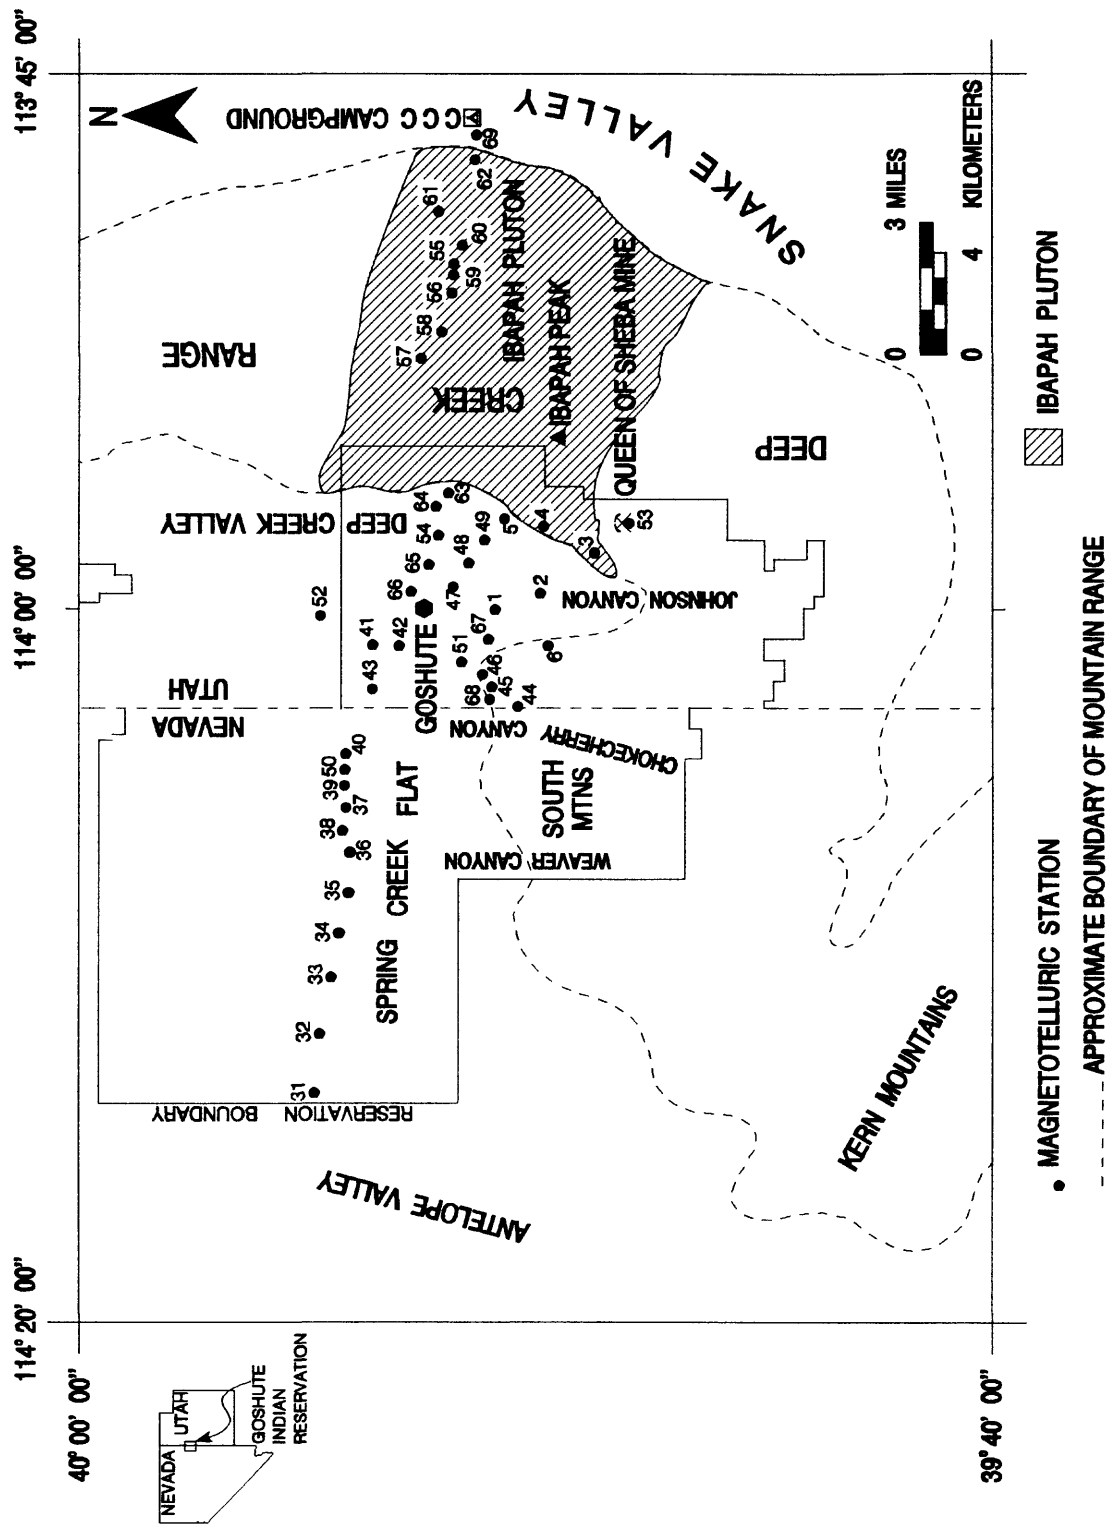 114° 20' 00"
114° 00' 00"
113° 45' 00"
40° 00' 00"
39° 40' 00"
NEVADA
UTAH
GOSHUTE
INDIAN
RESERVATION
N
NEVADA
UTAH
RANGE
C C C CAMPGROUND
DEEP CREEK VALLEY
RESERVATION
BOUNDARY
ANTELOPE VALLEY
SPRING
CREEK
FLAT
GOSHUTE
CREEK
IBAPAH PLUTON
IBAPAH PEAK
QUEEN OF SHEBA MINE
SNAKE VALLEY
WEAVER CANYON
SOUTH
MTNS
CHOKECHERRY
CANYON
JOHNSON CANYON
DEEP
KERN MOUNTAINS
31
32
33
34
35
36
38
37
39
50
40
43
41
42
52
66
65
54
64
63
47
48
49
5
4
3
53
2
1
67
51
46
68
45
44
6
57
58
56
59
55
60
61
62
69
0
3 MILES
0
4
KILOMETERS
MAGNETOTELLURIC STATION
IBAPAH PLUTON
APPROXIMATE BOUNDARY OF MOUNTAIN RANGE